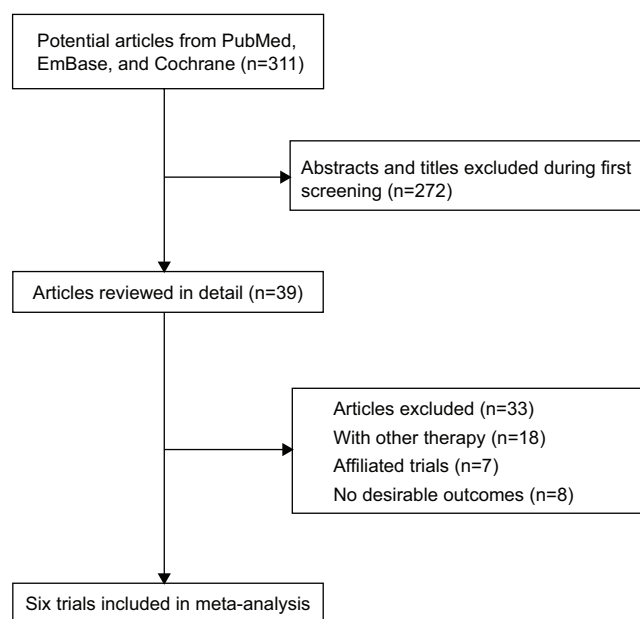 Potential articles from PubMed,
EmBase, and Cochrane (n=311)
Abstracts and titles excluded during first
screening (n=272)
Articles reviewed in detail (n=39)
Articles excluded (n=33)
With other therapy (n=18)
Affiliated trials (n=7)
No desirable outcomes (n=8)
Six trials included in meta-analysis